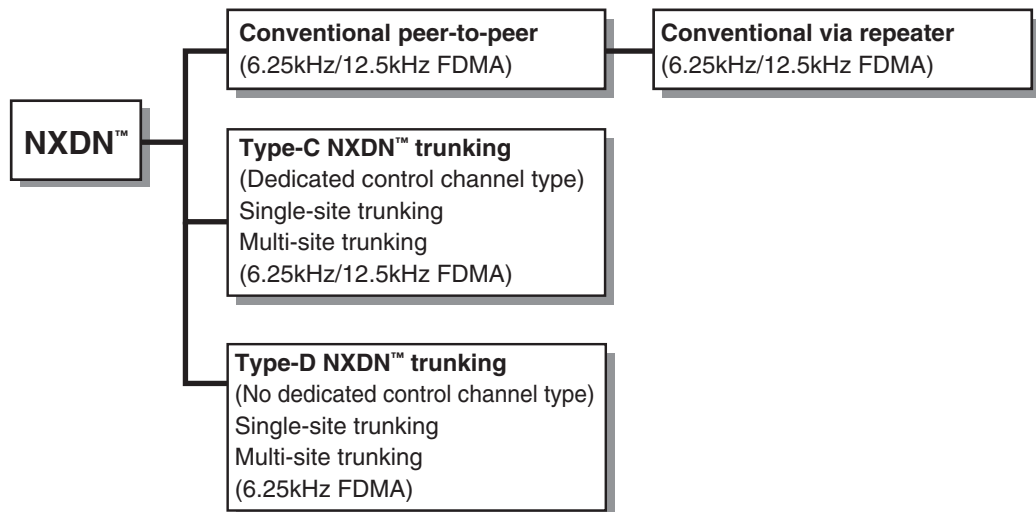 NXDN™
Conventional peer-to-peer
(6.25kHz/12.5kHz FDMA)
Conventional via repeater
(6.25kHz/12.5kHz FDMA)
Type-C NXDN™ trunking
(Dedicated control channel type)
Single-site trunking
Multi-site trunking
(6.25kHz/12.5kHz FDMA)
Type-D NXDN™ trunking
(No dedicated control channel type)
Single-site trunking
Multi-site trunking
(6.25kHz FDMA)